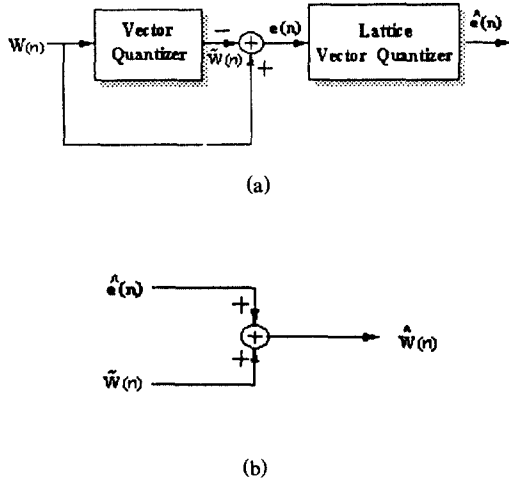 W(n)
Vector
Quantizer
−
W̃(n)
+
+
e(n)
Lattice
Vector Quantizer
ê(n)
(a)
ê(n)
+
+
+
W̃(n)
Ŵ(n)
(b)